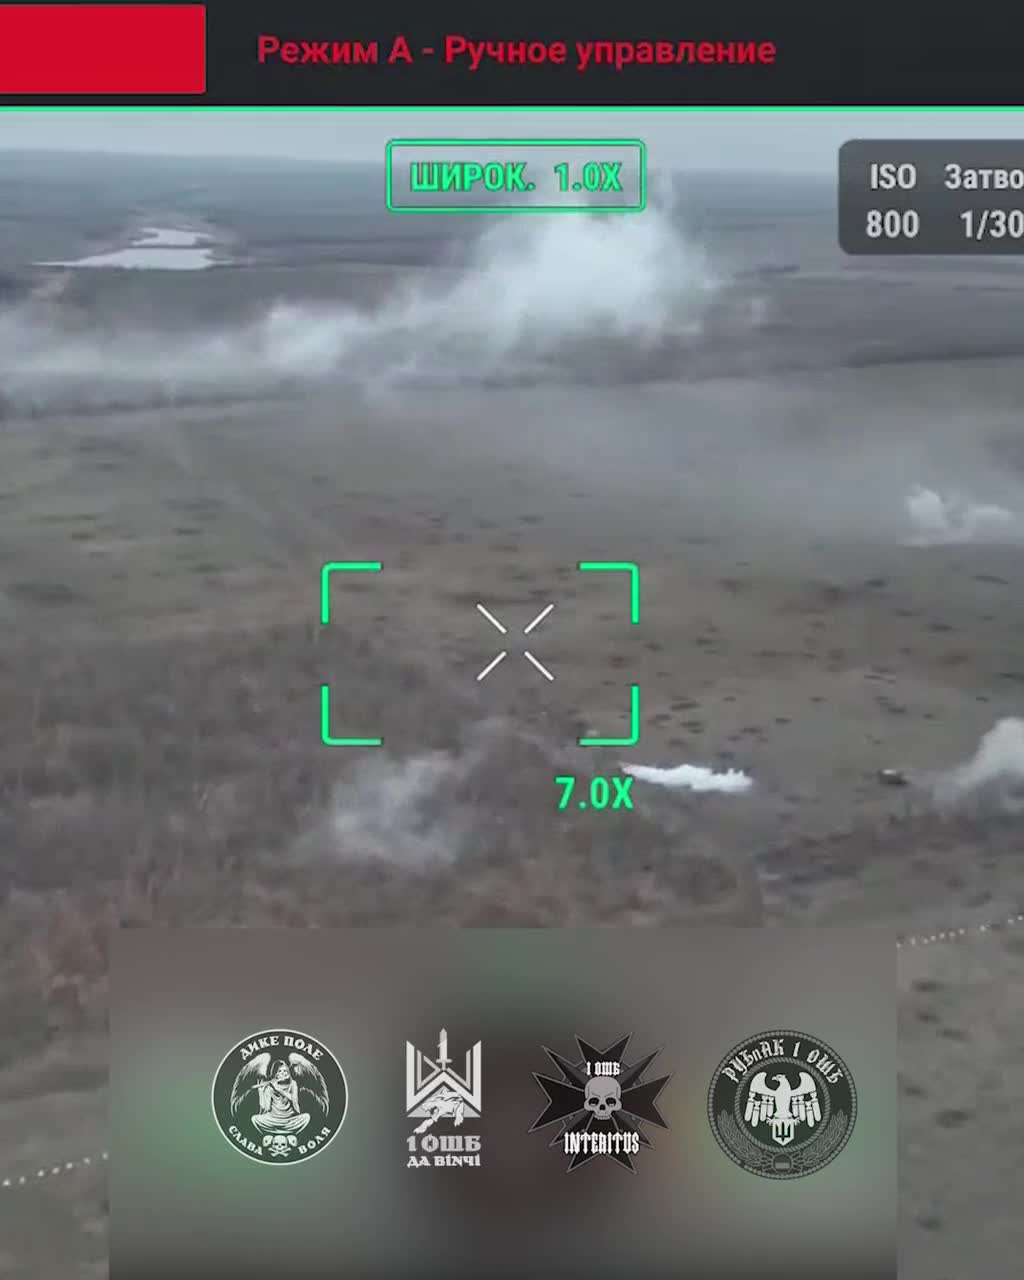 Режим А - Ручное управление
ШИРОК. 1.0X
ISO Затво
800 1/30
7.0X
ДИКЕ ПОЛЕ
СЛАВА ВОЛЯ
1 ОШБ
ДА ВІНЧІ
1 ОШБ
INTERITUS
РУБпАК 1 ОШБ